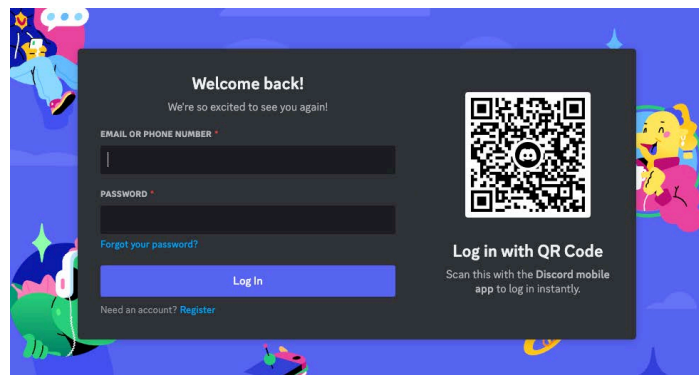 Welcome back!
We're so excited to see you again!
EMAIL OR PHONE NUMBER *
PASSWORD *
Forgot your password?
Log In
Need an account? Register
Log in with QR Code
Scan this with the Discord mobile
app to log in instantly.